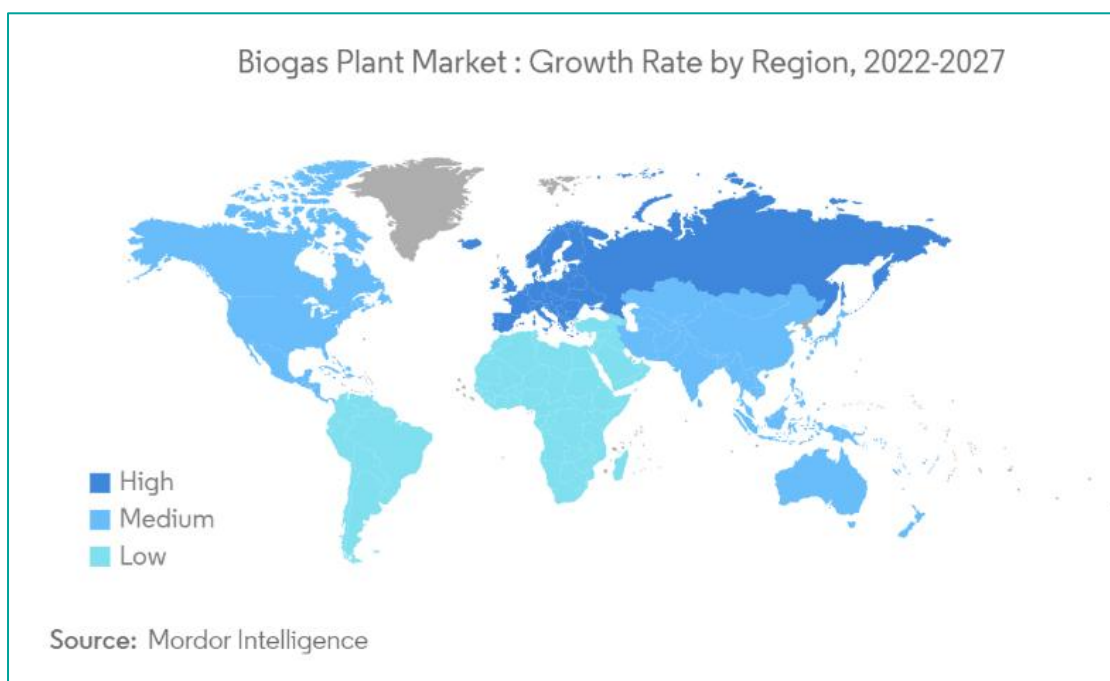 Biogas Plant Market : Growth Rate by Region, 2022-2027
High
Medium
Low
Source: Mordor Intelligence